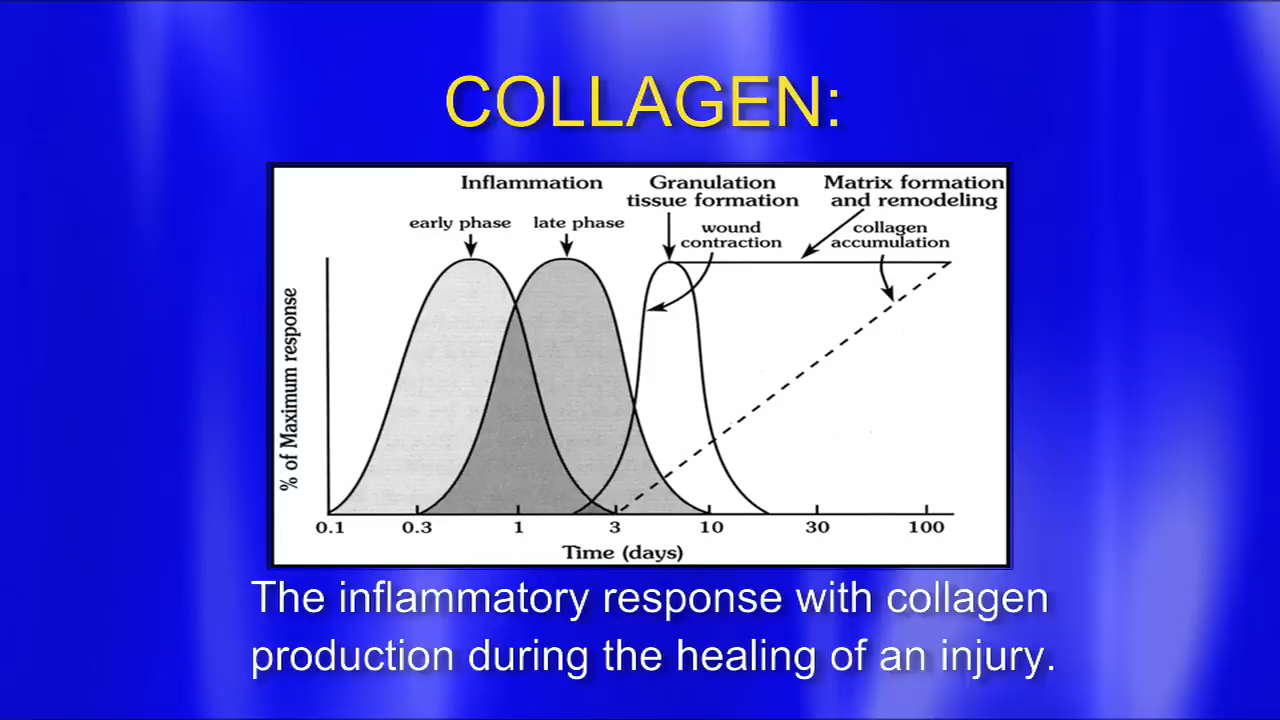 COLLAGEN:
Inflammation
Granulation
tissue formation
Matrix formation
and remodeling
early phase
late phase
wound
contraction
collagen
accumulation
% of Maximum response
0.1 0.3 1 3 10 30 100
Time (days)
The inflammatory response with collagen
production during the healing of an injury.